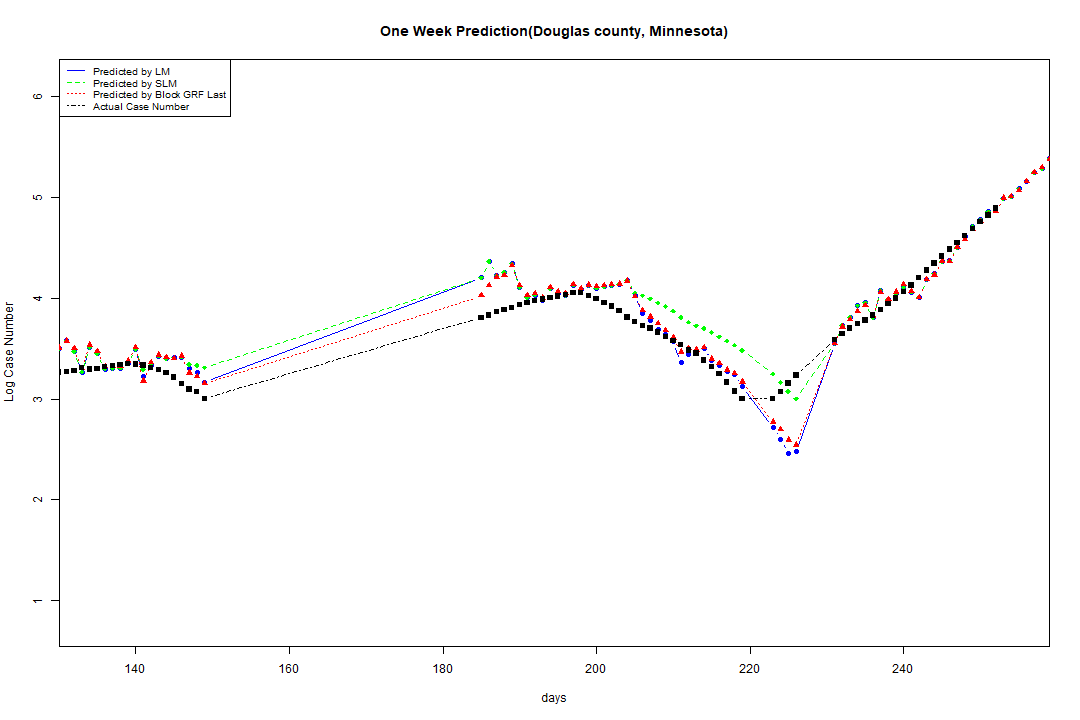 One Week Prediction(Douglas county, Minnesota)
Predicted by LM
Predicted by SLM
Predicted by Block GRF Last
Actual Case Number
6
5
4
3
2
1
Log Case Number
140 160 180 200 220 240
days